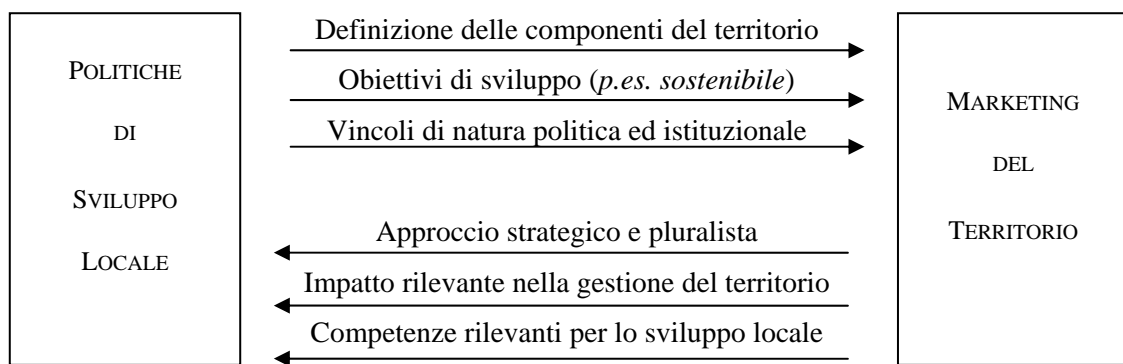 POLITICHE
DI
SVILUPPO
LOCALE
Definizione delle componenti del territorio
Obiettivi di sviluppo (p.es. sostenibile)
Vincoli di natura politica ed istituzionale
Approccio strategico e pluralista
Impatto rilevante nella gestione del territorio
Competenze rilevanti per lo sviluppo locale
MARKETING
DEL
TERRITORIO